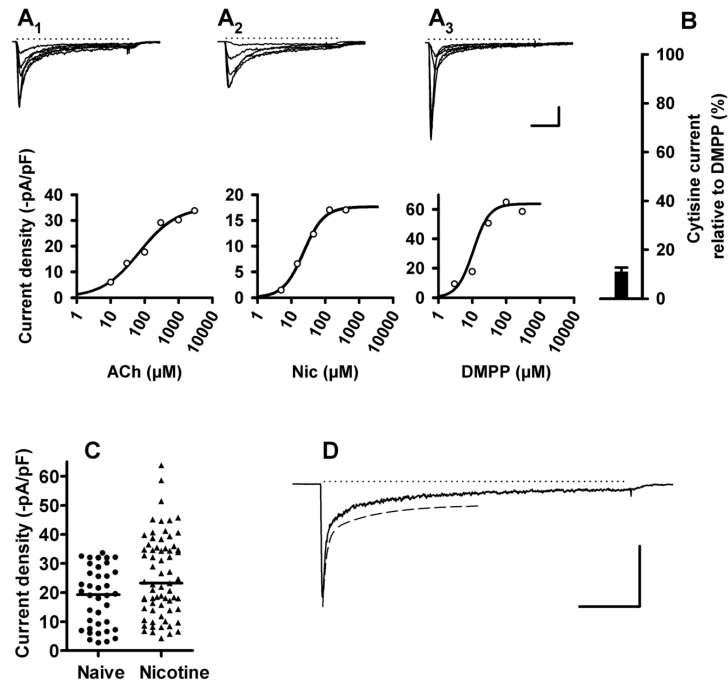 A1
A2
A3
B
Current density (-pA/pF)
40
30
20
10
0
1
10
100
1000
10000
ACh (µM)
20
15
10
5
0
1
10
100
1000
10000
Nic (µM)
60
40
20
0
1
10
100
1000
10000
DMPP (µM)
Cytisine current
relative to DMPP (%)
100
80
60
40
20
0
C
Current density (-pA/pF)
60
50
40
30
20
10
0
Naive
Nicotine
D